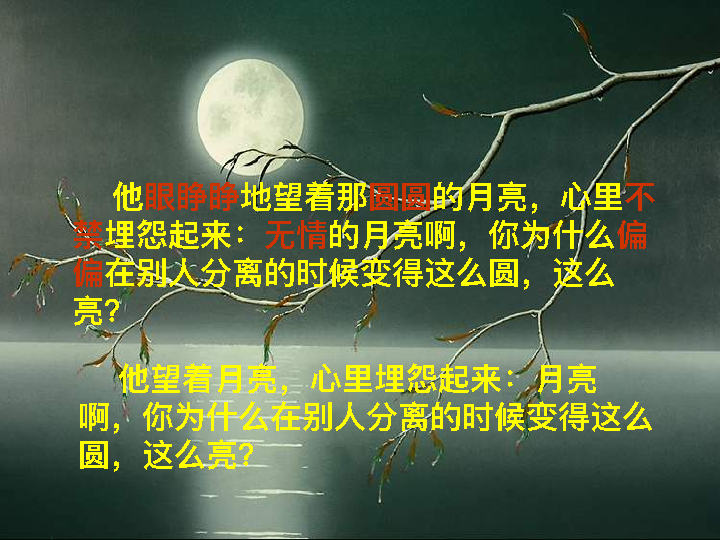 他眼睁睁地望着那圆圆的月亮，心里不
禁埋怨起来：无情的月亮啊，你为什么偏
偏在别人分离的时候变得这么圆，这么
亮？
他望着月亮，心里埋怨起来：月亮
啊，你为什么在别人分离的时候变得这么
圆，这么亮？